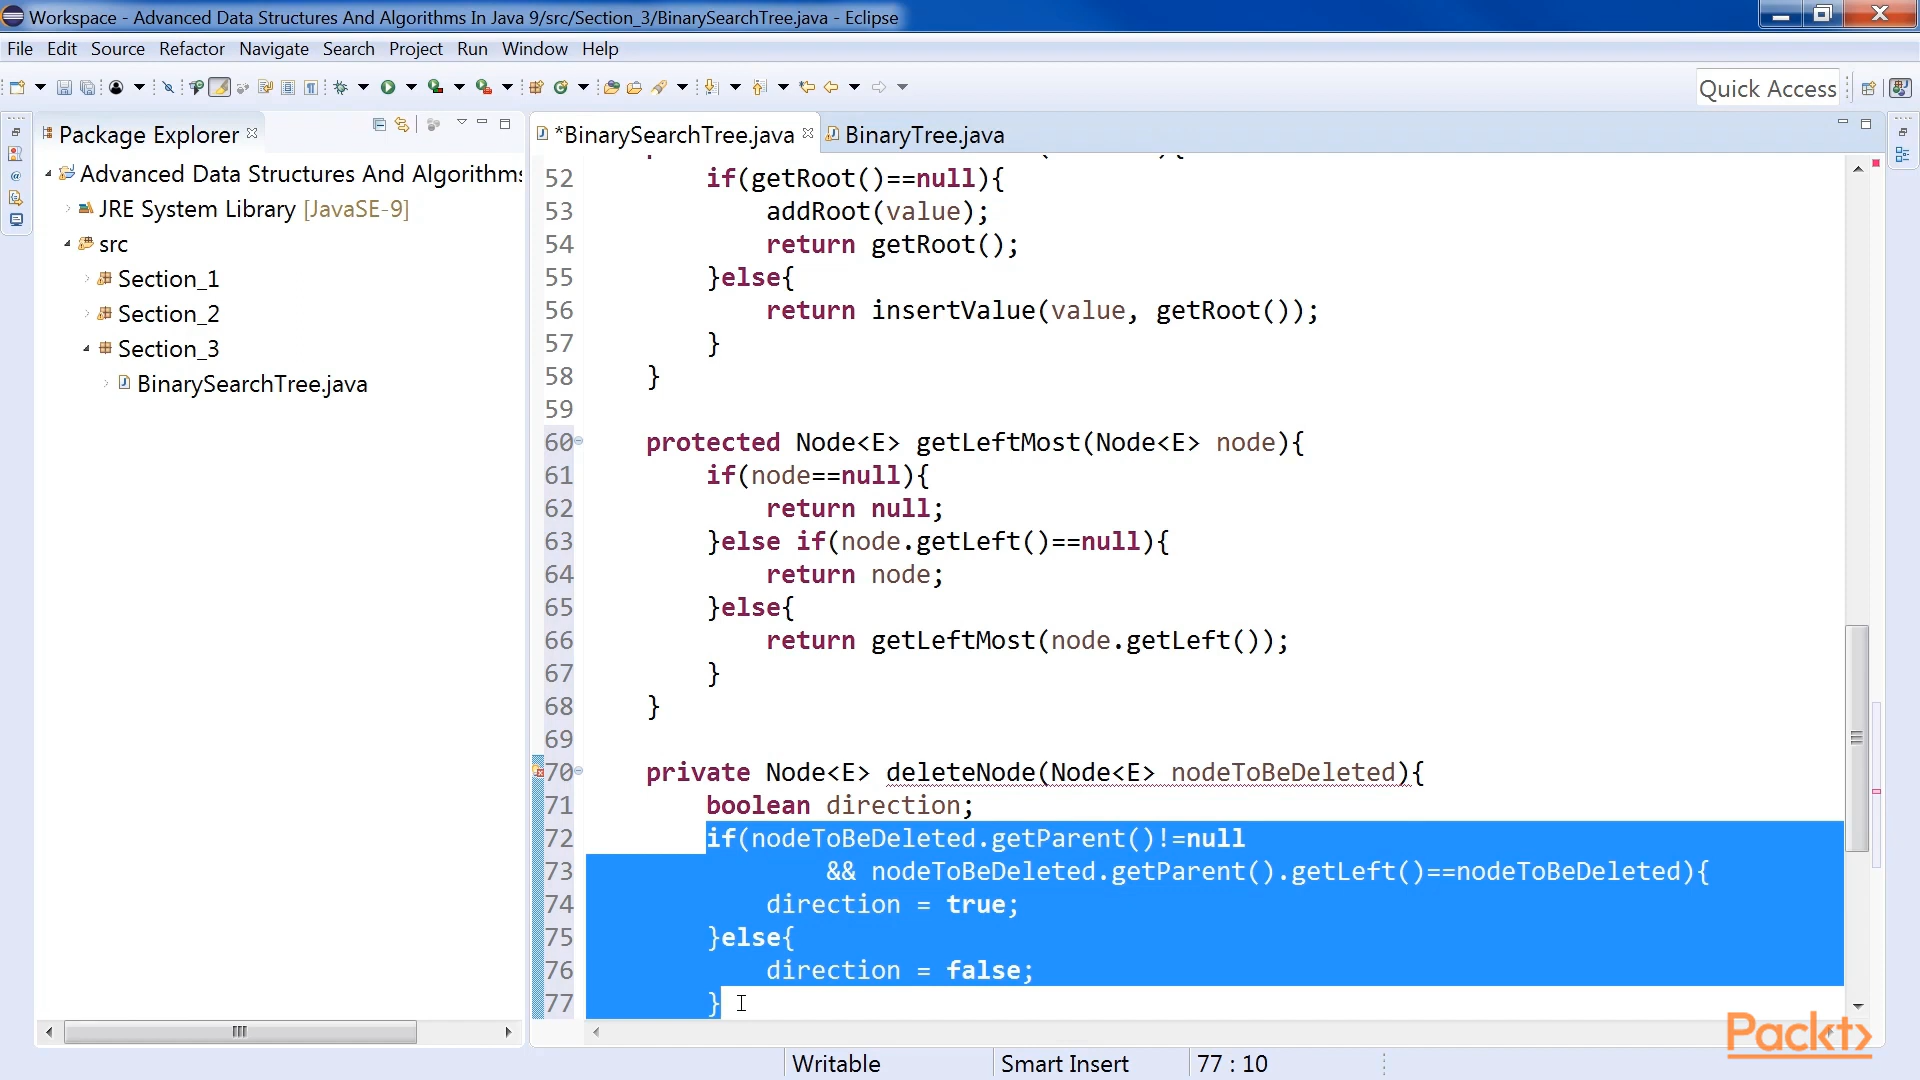 Workspace - Advanced Data Structures And Algorithms In Java 9/src/Section_3/BinarySearchTree.java - Eclipse
File Edit Source Refactor Navigate Search Project Run Window Help
Quick Access
Package Explorer
*BinarySearchTree.java
BinaryTree.java
Advanced Data Structures And Algorithms
JRE System Library [JavaSE-9]
src
Section_1
Section_2
Section_3
BinarySearchTree.java
52 if(getRoot()==null){
53 addRoot(value);
54 return getRoot();
55 }else{
56 return insertValue(value, getRoot());
57 }
58 }
59
60 protected Node<E> getLeftMost(Node<E> node){
61 if(node==null){
62 return null;
63 }else if(node.getLeft()==null){
64 return node;
65 }else{
66 return getLeftMost(node.getLeft());
67 }
68 }
69
70 private Node<E> deleteNode(Node<E> nodeToBeDeleted){
71 boolean direction;
72 if(nodeToBeDeleted.getParent()!=null
73 && nodeToBeDeleted.getParent().getLeft()==nodeToBeDeleted){
74 direction = true;
75 }else{
76 direction = false;
77 }
Packt>
Writable
Smart Insert
77 : 10